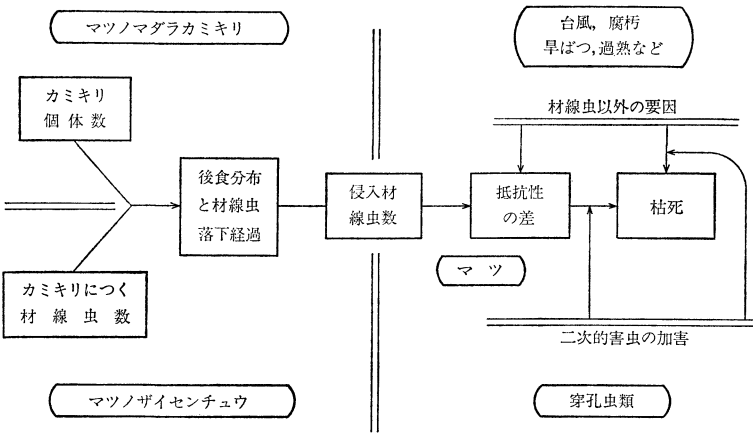 マツノマダラカミキリ
台風，腐朽
旱ばつ，過熟など
カミキリ
個体数
材線虫以外の要因
後食分布
と材線虫
落下経過
侵入材
線虫数
抵抗性
の差
枯死
マツ
カミキリにつく
材線虫数
二次的害虫の加害
マツノザイセンチュウ
穿孔虫類